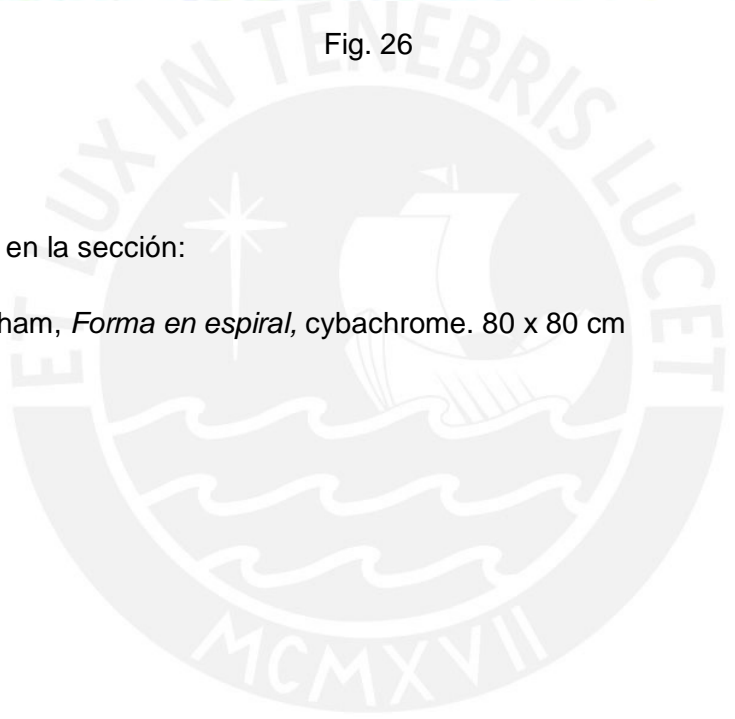 Fig. 26
ET LUX IN TENEBRIS LUCET
en la sección:
ham, Forma en espiral, cybachrome. 80 x 80 cm
MCMXVII